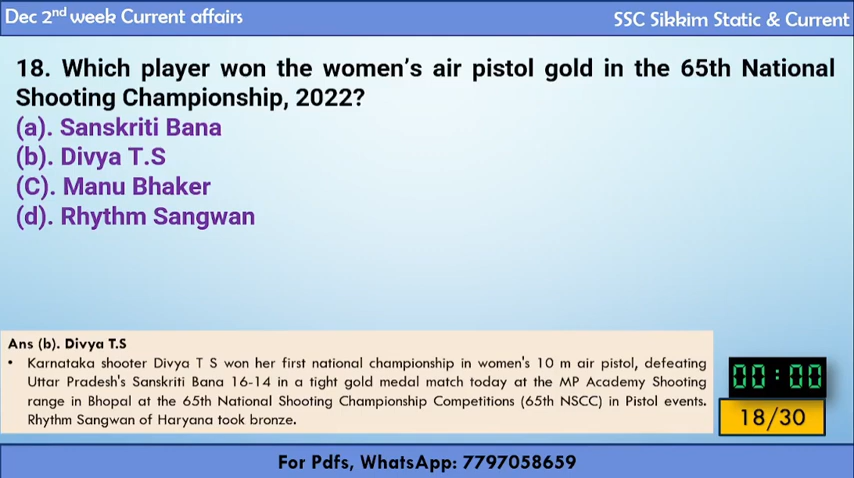 Dec 2nd week Current affairs
SSC Sikkim Static & Current
18. Which player won the women's air pistol gold in the 65th National
Shooting Championship, 2022?
(a). Sanskriti Bana
(b). Divya T.S
(C). Manu Bhaker
(d). Rhythm Sangwan
Ans (b). Divya T.S
• Karnataka shooter Divya T S won her first national championship in women's 10 m air pistol, defeating
Uttar Pradesh's Sanskriti Bana 16-14 in a tight gold medal match today at the MP Academy Shooting
range in Bhopal at the 65th National Shooting Championship Competitions (65th NSCC) in Pistol events.
Rhythm Sangwan of Haryana took bronze.
00:00
18/30
For Pdfs, WhatsApp: 7797058659